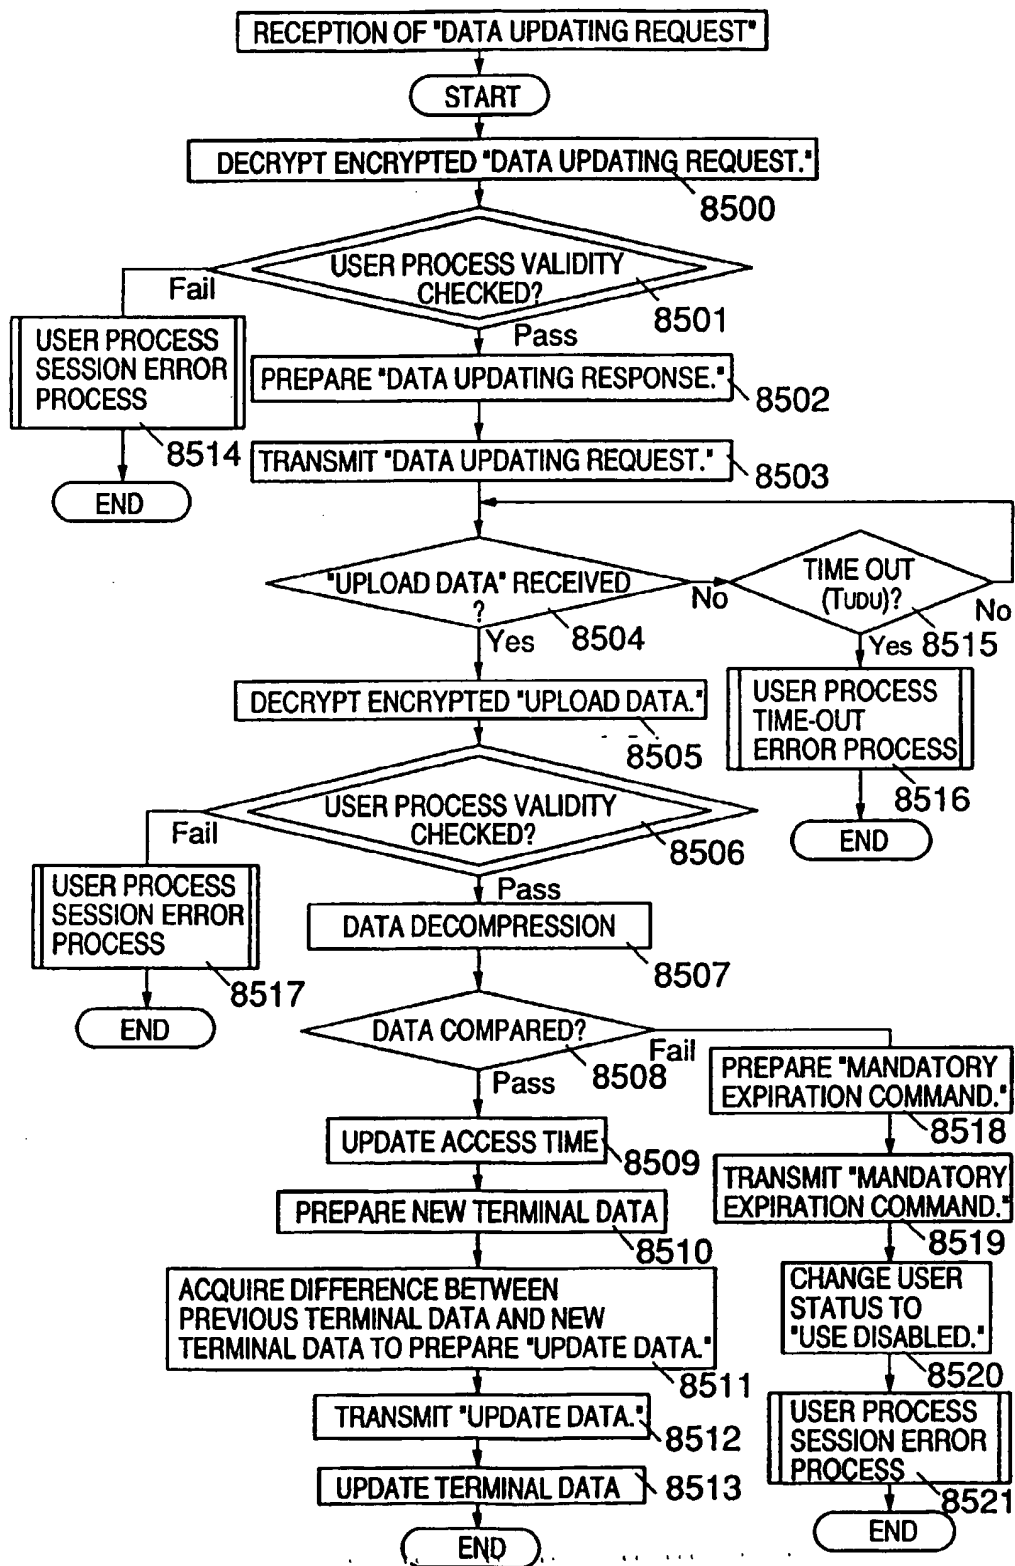 RECEPTION OF "DATA UPDATING REQUEST"
START
DECRYPT ENCRYPTED "DATA UPDATING REQUEST."
8500
USER PROCESS VALIDITY
CHECKED?
8501
Fail
Pass
USER PROCESS
SESSION ERROR
PROCESS
8514
END
PREPARE "DATA UPDATING RESPONSE."
8502
TRANSMIT "DATA UPDATING REQUEST."
8503
"UPLOAD DATA" RECEIVED
?
8504
No
Yes
TIME OUT
(TUDU)?
8515
No
Yes
USER PROCESS
TIME-OUT
ERROR PROCESS
8516
END
DECRYPT ENCRYPTED "UPLOAD DATA."
8505
USER PROCESS VALIDITY
CHECKED?
8506
Fail
Pass
USER PROCESS
SESSION ERROR
PROCESS
8517
END
DATA DECOMPRESSION
8507
DATA COMPARED?
8508
Fail
Pass
UPDATE ACCESS TIME
8509
PREPARE NEW TERMINAL DATA
8510
ACQUIRE DIFFERENCE BETWEEN
PREVIOUS TERMINAL DATA AND NEW
TERMINAL DATA TO PREPARE "UPDATE DATA."
8511
TRANSMIT "UPDATE DATA."
8512
UPDATE TERMINAL DATA
8513
END
PREPARE "MANDATORY
EXPIRATION COMMAND."
8518
TRANSMIT "MANDATORY
EXPIRATION COMMAND."
8519
CHANGE USER
STATUS TO
"USE DISABLED."
8520
USER PROCESS
SESSION ERROR
PROCESS
8521
END